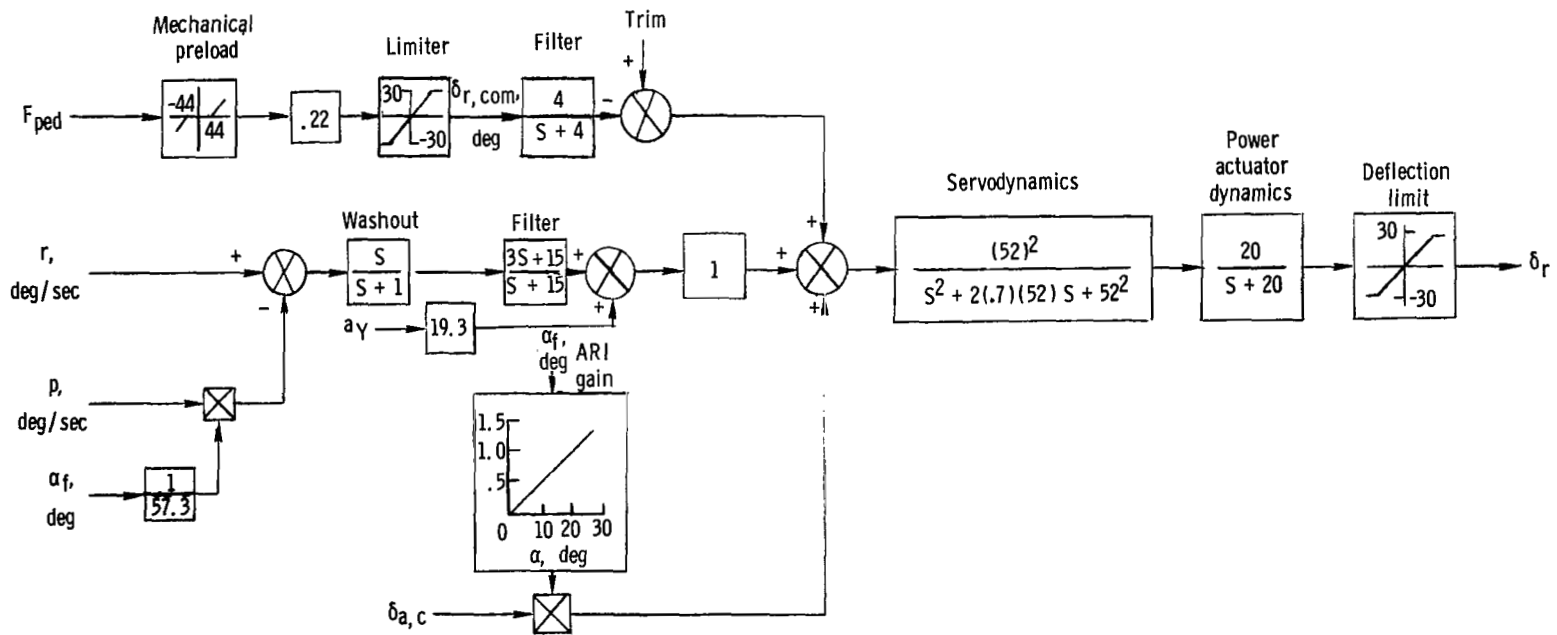 Mechanical
preload
-44
44
F_ped
.22
Limiter
30
-30
δ_r, com,
deg
Filter
4
S + 4
-
Trim
+
r,
deg/sec
+
-
Washout
S
S + 1
Filter
3S+15
S + 15
+
+
a_Y
19.3
1
+
+
+
Servodynamics
(52)²
S² + 2(.7)(52) S + 52²
Power
actuator
dynamics
20
S + 20
Deflection
limit
30
-30
δ_r
p,
deg/sec
α_f,
deg
1
57.3
α_f,
deg
ARI
gain
1.5
1.0
.5
0
10 20 30
α, deg
δ_a, c